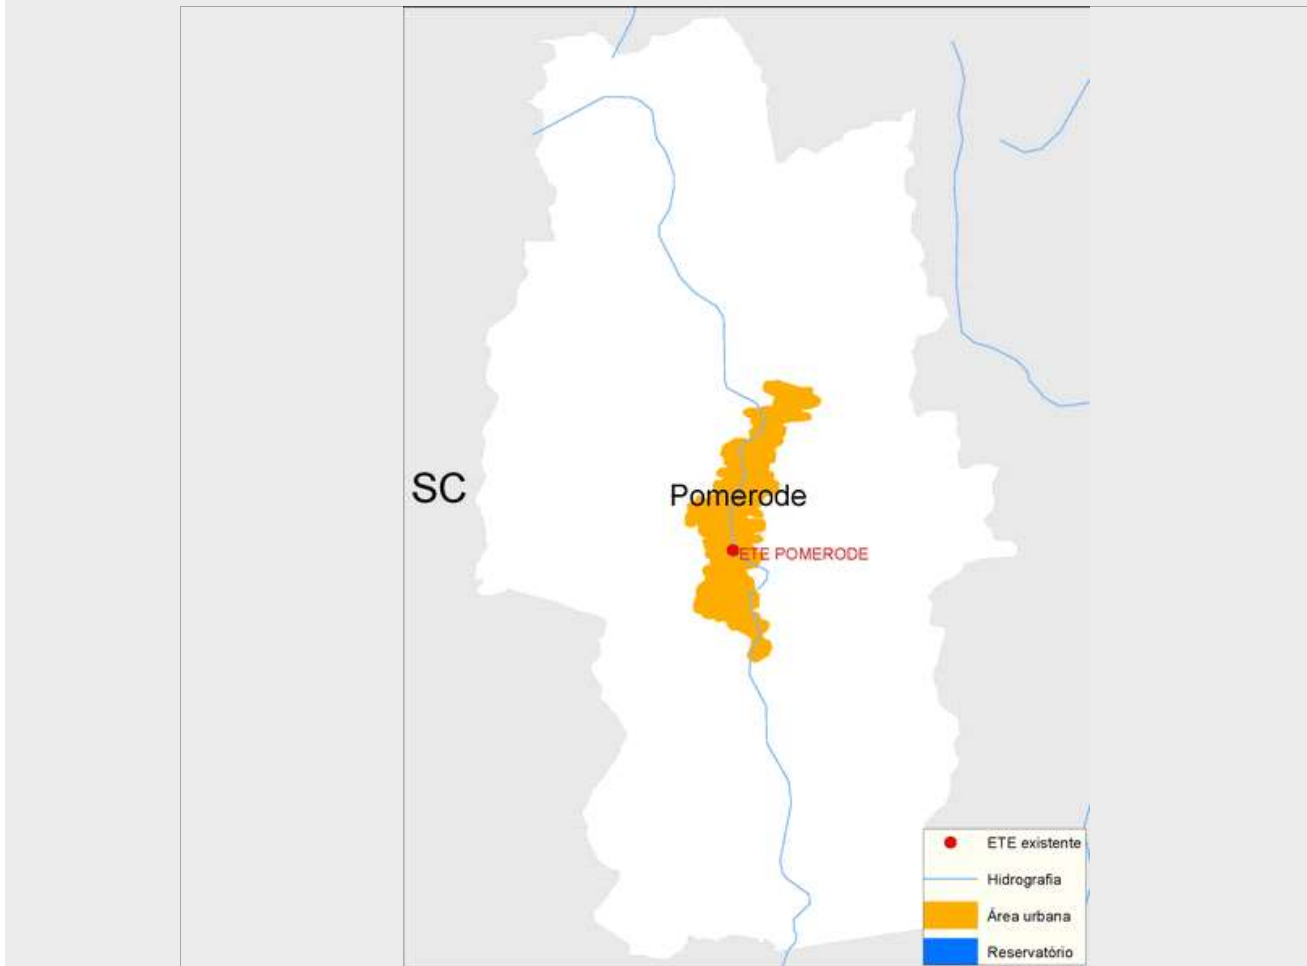 SC
Pomerode
ETE POMERODE
ETE existente
Hidrografia
Área urbana
Reservatório